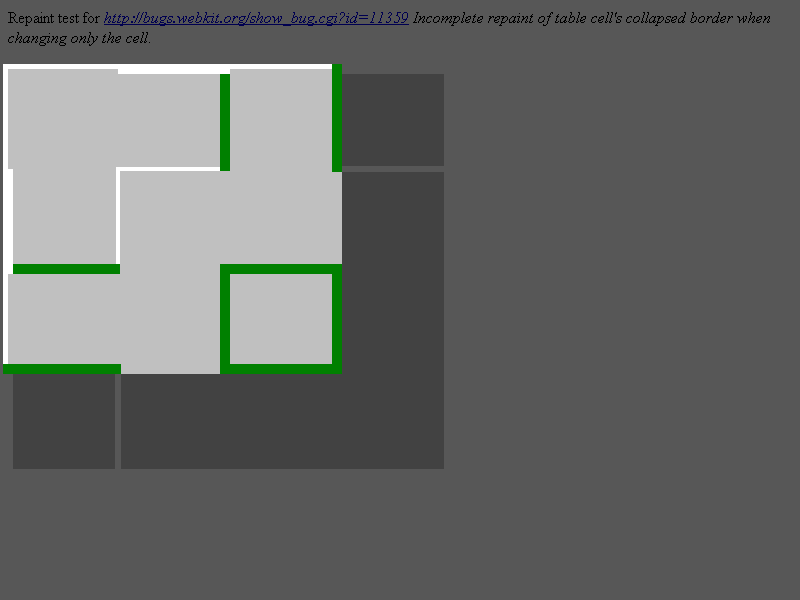 Repaint test for http://bugs.webkit.org/show_bug.cgi?id=11359 Incomplete repaint of table cell's collapsed border when
changing only the cell.